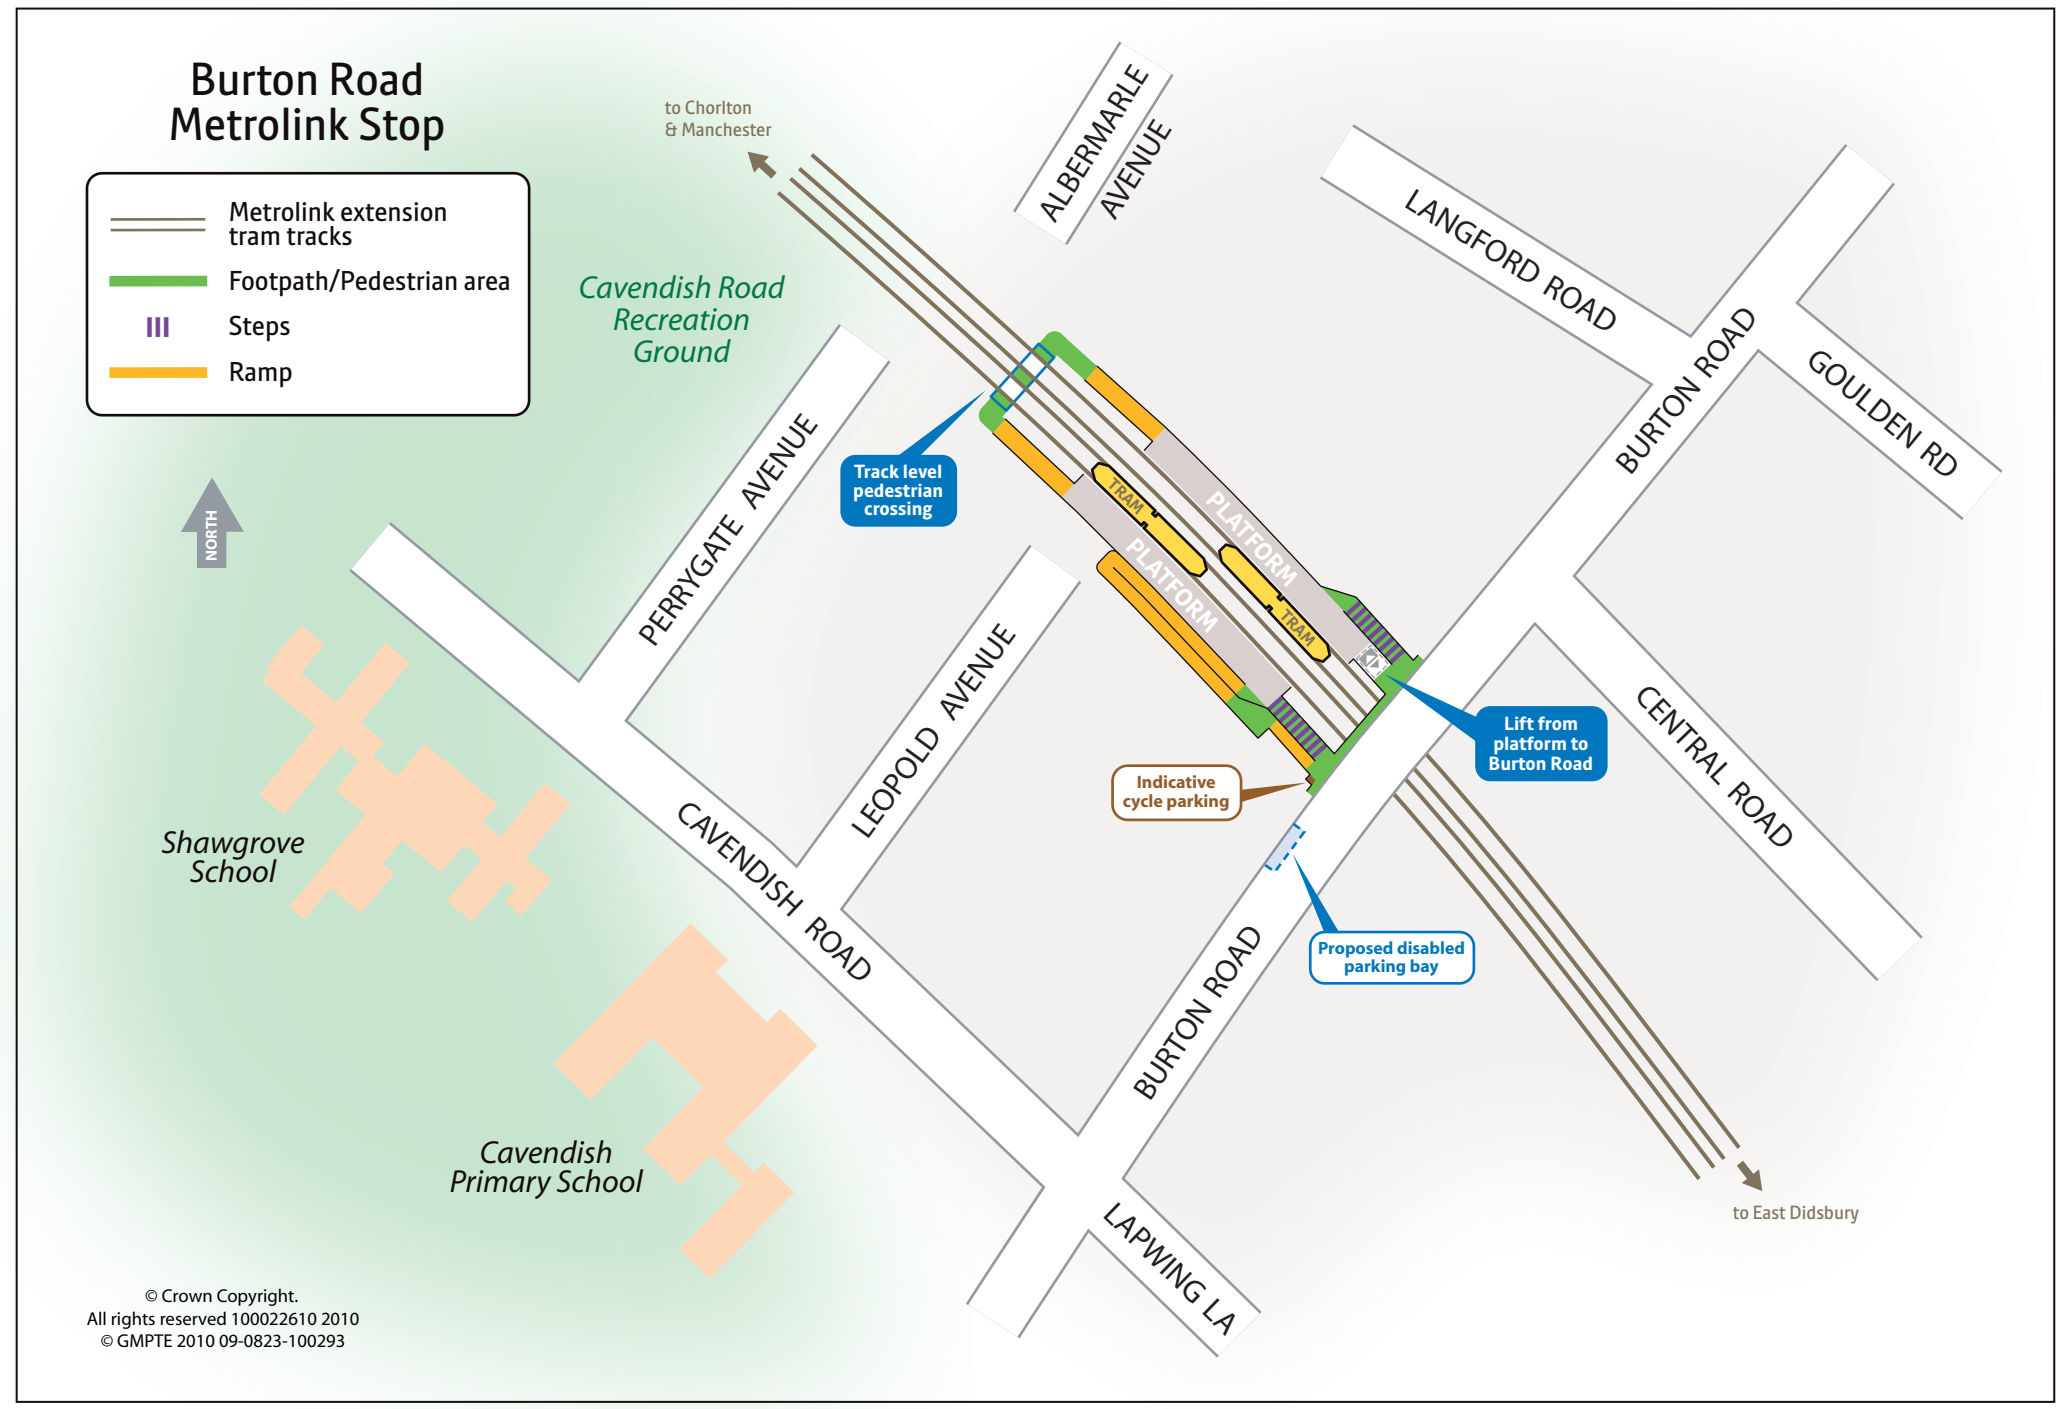 Burton Road
Metrolink Stop
Metrolink extension
tram tracks
Footpath/Pedestrian area
Steps
Ramp
NORTH
to Chorlton
& Manchester
Cavendish Road
Recreation
Ground
ALBERMARLE
AVENUE
LANGFORD ROAD
BURTON ROAD
GOULDEN RD
PERRYGATE AVENUE
Track level
pedestrian
crossing
TRAM
PLATFORM
PLATFORM
TRAM
LEOPOLD AVENUE
Lift from
platform to
Burton Road
CENTRAL ROAD
Indicative
cycle parking
Shawgrove
School
CAVENDISH ROAD
Proposed disabled
parking bay
BURTON ROAD
Cavendish
Primary School
LAPWING LA
to East Didsbury
© Crown Copyright.
All rights reserved 100022610 2010
© GMPTE 2010 09-0823-100293